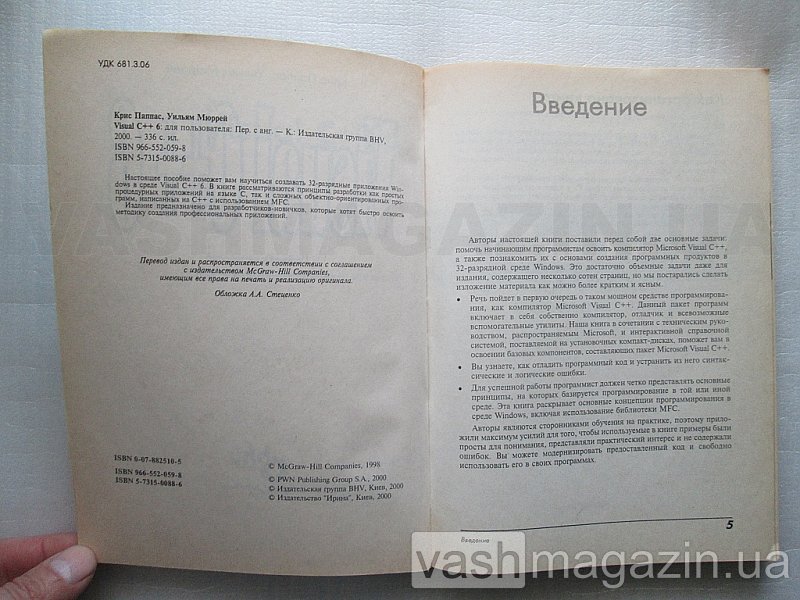 УДК 681.3.06
Крис Паппас, Уильям Мюррей
Visual C++ 6: для пользователя: Пер. с анг. — К.: Издательская группа BHV,
2000. — 336 с. ил.
ISBN 966-552-059-8
ISBN 5-7315-0088-6
Настоящее пособие поможет вам научиться создавать 32-разрядные приложения Win-
dows в среде Visual C++ 6. В книге рассматриваются принципы разработки как простых
процедурных приложений на языке C, так и сложных объектно-ориентированных про-
грамм, написанных на C++ с использованием MFC.
Издание предназначено для разработчиков-новичков, которые хотят быстро освоить
методику создания профессиональных приложений.
Перевод издан и распространяется в соответствии с соглашением
с издательством McGraw-Hill Companies,
имеющим все права на печать и реализацию оригинала.
Обложка А.А. Стеценко
ISBN 0-07-882510-5
ISBN 966-552-059-8
ISBN 5-7315-0088-6
© McGraw-Hill Companies, 1998
© PWN Publishing Group S.A., 2000
© Издательская группа BHV, Киев, 2000
© Издательство "Ирина", Киев, 2000
Введение
Авторы настоящей книги поставили перед собой две основные задачи:
помочь начинающим программистам освоить компилятор Microsoft Visual C++,
а также познакомить их с основами создания программных продуктов в
32-разрядной среде Windows. Это достаточно объемные задачи даже для
издания, содержащего несколько сотен страниц, но мы постарались сделать
изложение материала как можно более кратким и ясным.
• Речь пойдет в первую очередь о таком мощном средстве программирова-
ния, как компилятор Microsoft Visual C++. Данный пакет программ
включает в себя собственно компилятор, отладчик и всевозможные
вспомогательные утилиты. Наша книга в сочетании с техническим руко-
водством, распространяемым Microsoft, и интерактивной справочной
системой, поставляемой на установочных компакт-дисках, поможет вам в
освоении базовых компонентов, составляющих пакет Microsoft Visual C++.
• Вы узнаете, как отладить программный код и устранить из него синтак-
сические и логические ошибки.
• Для успешной работы программист должен четко представлять основные
принципы, на которых базируется программирование в той или иной
среде. Эта книга раскрывает основные концепции программирования в
среде Windows, включая использование библиотеки MFC.
Авторы являются сторонниками обучения на практике, поэтому прило-
жили максимум усилий для того, чтобы используемые в книге примеры были
просты для понимания, представляли практический интерес и не содержали
ошибок. Вы можете модернизировать предоставленный код и свободно
использовать его в своих программах.
Введение
5
vashmagazin.ua